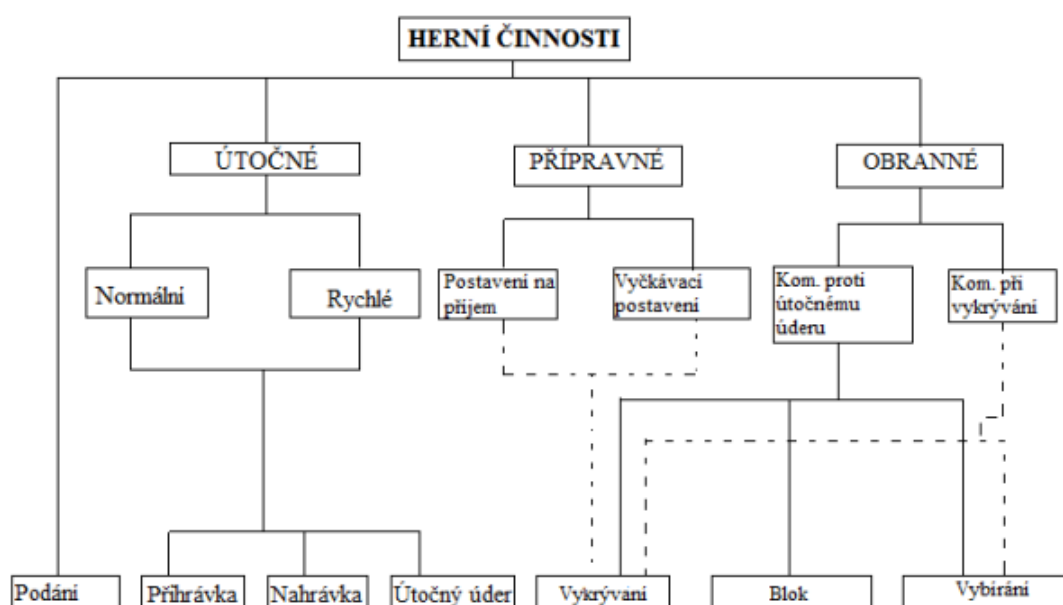 HERNÍ ČINNOSTI
ÚTOČNÉ
PŘÍPRAVNÉ
OBRANNÉ
Normální
Rychlé
Postavení na
příjem
Vyčkávací
postavení
Kom. proti
útočnému
úderu
Kom. při
vykrývání
Podání
Přihrávka
Nahrávka
Útočný úder
Vykrývání
Blok
Vybírání